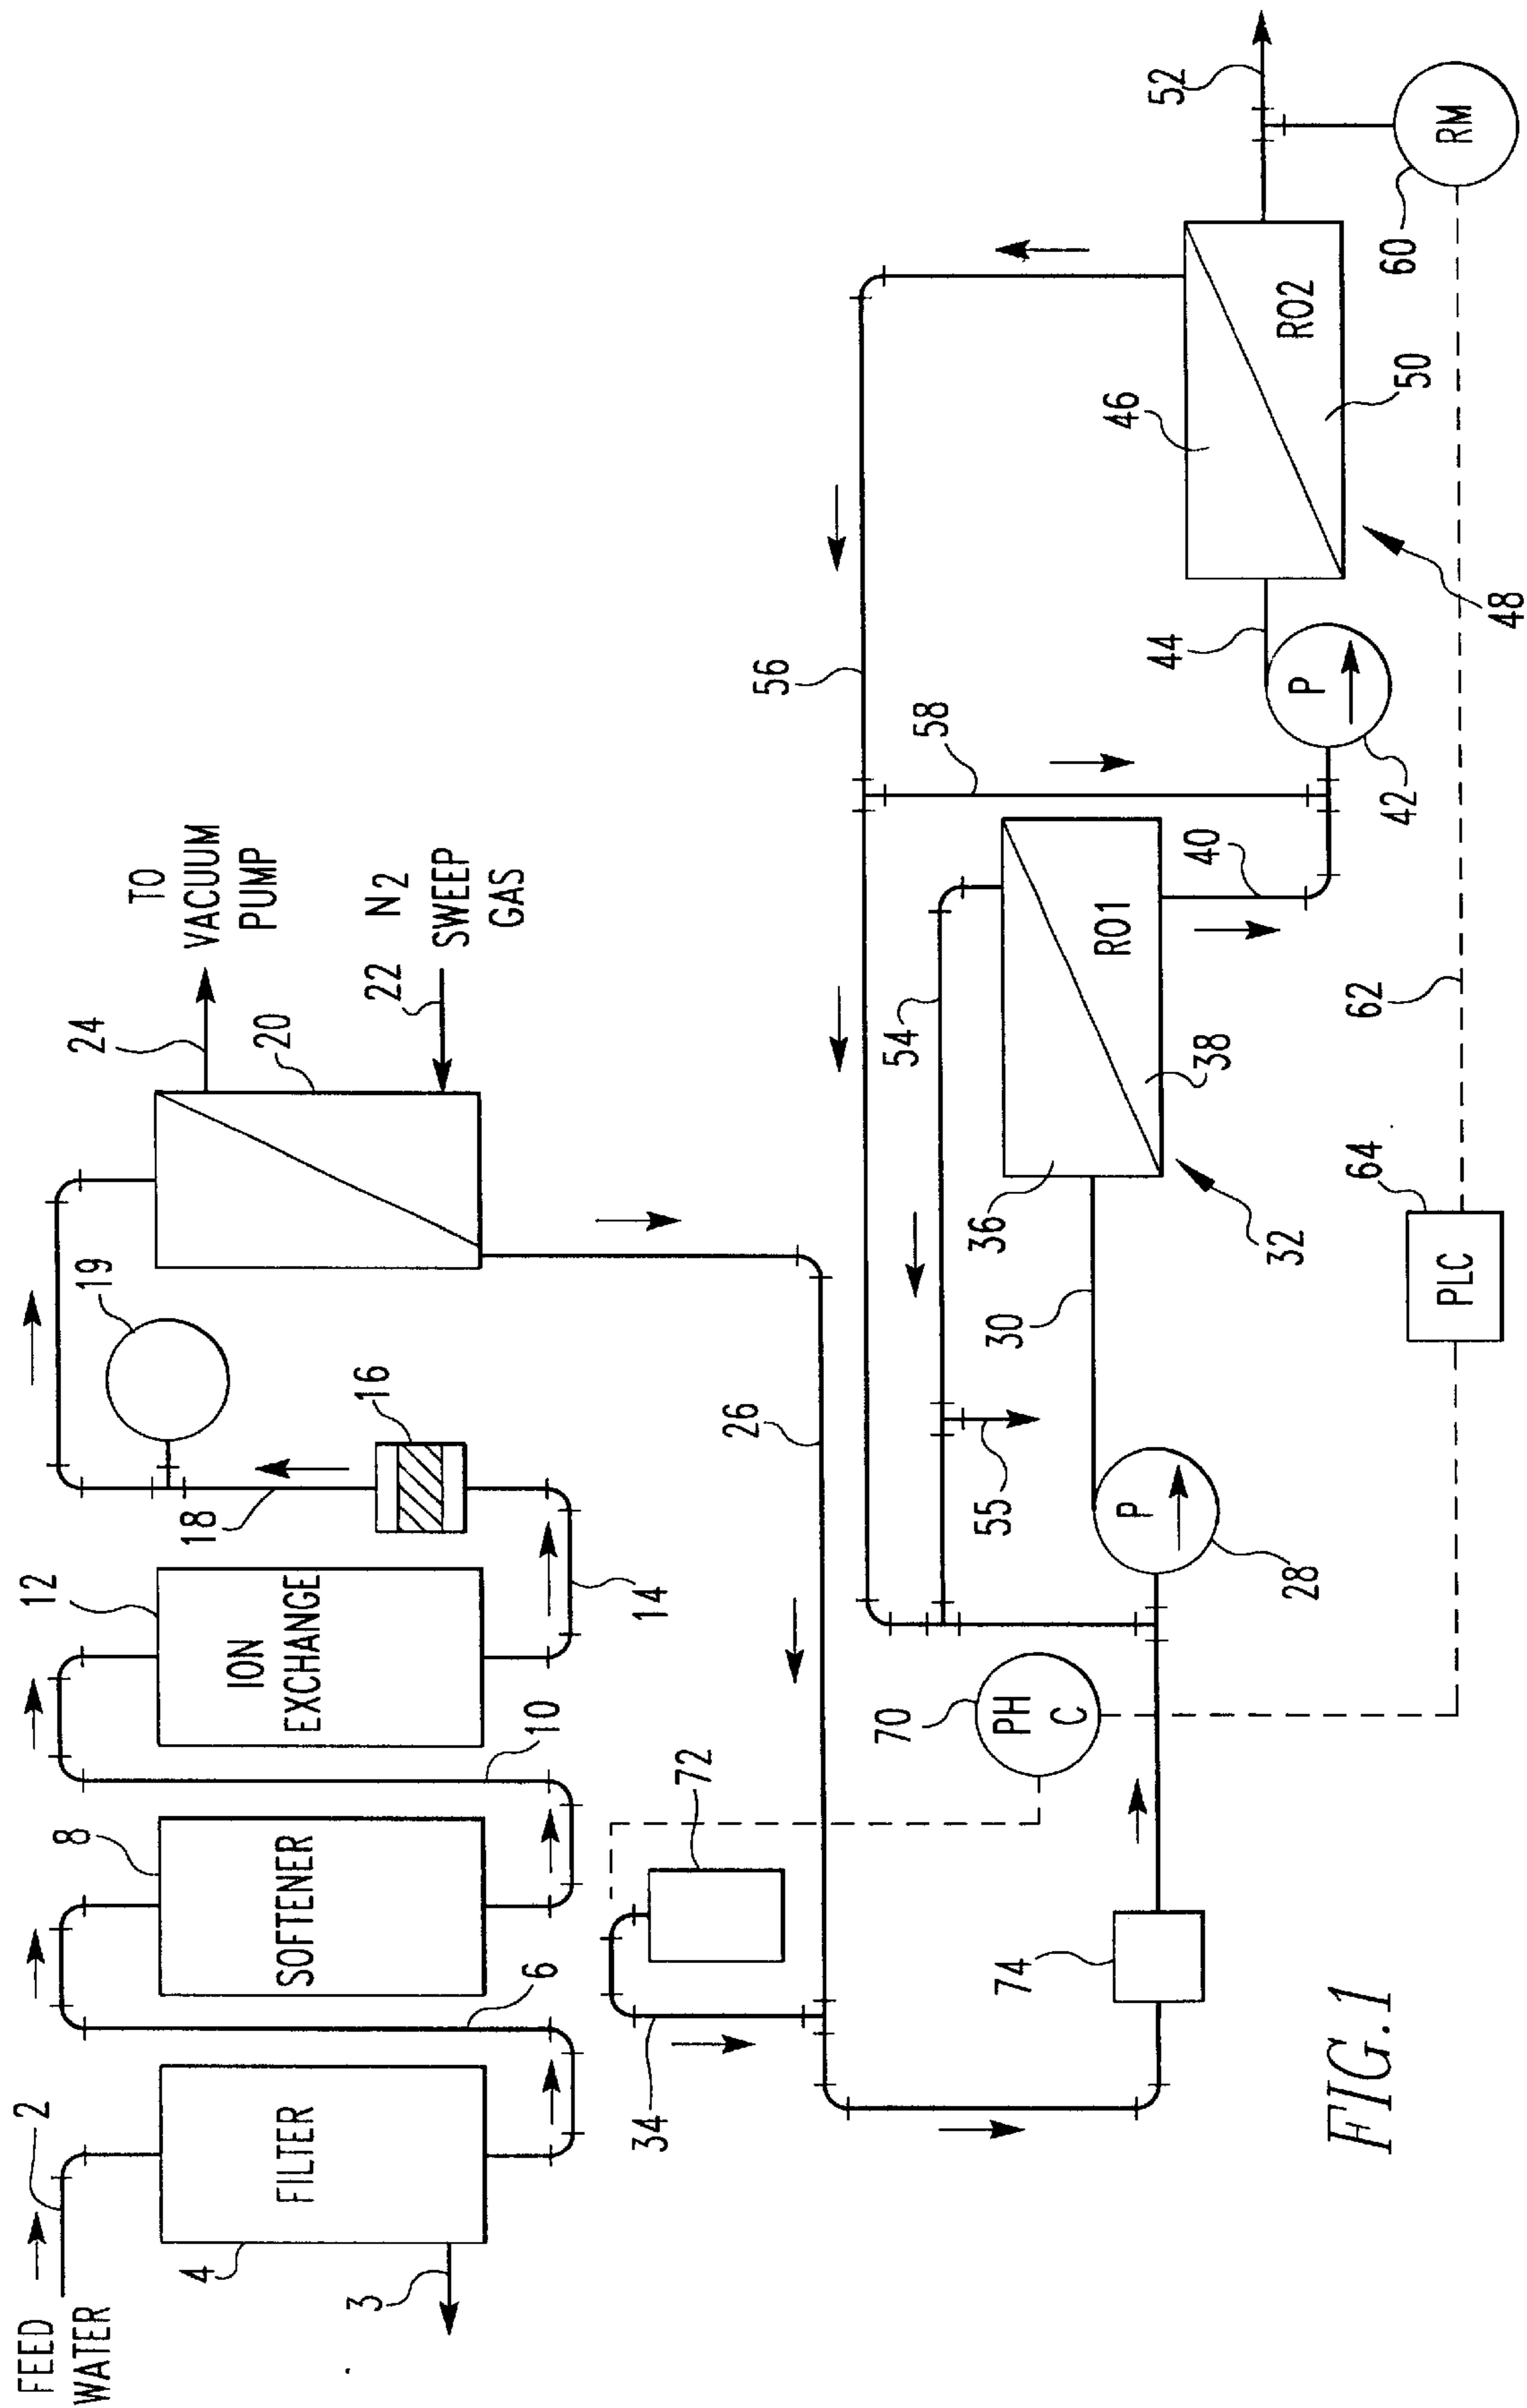 FEED
WATER
2
FILTER
4
3
6
SOFTENER
8
10
ION
EXCHANGE
12
14
16
18
19
20
24
TO
VACUUM
PUMP
22
N2
SWEEP
GAS
26
34
72
74
70
PH
C
P
28
30
55
54
36
38
RO1
32
40
56
58
P
42
44
46
RO2
50
48
52
RM
60
62
64
PLC
FIG.1